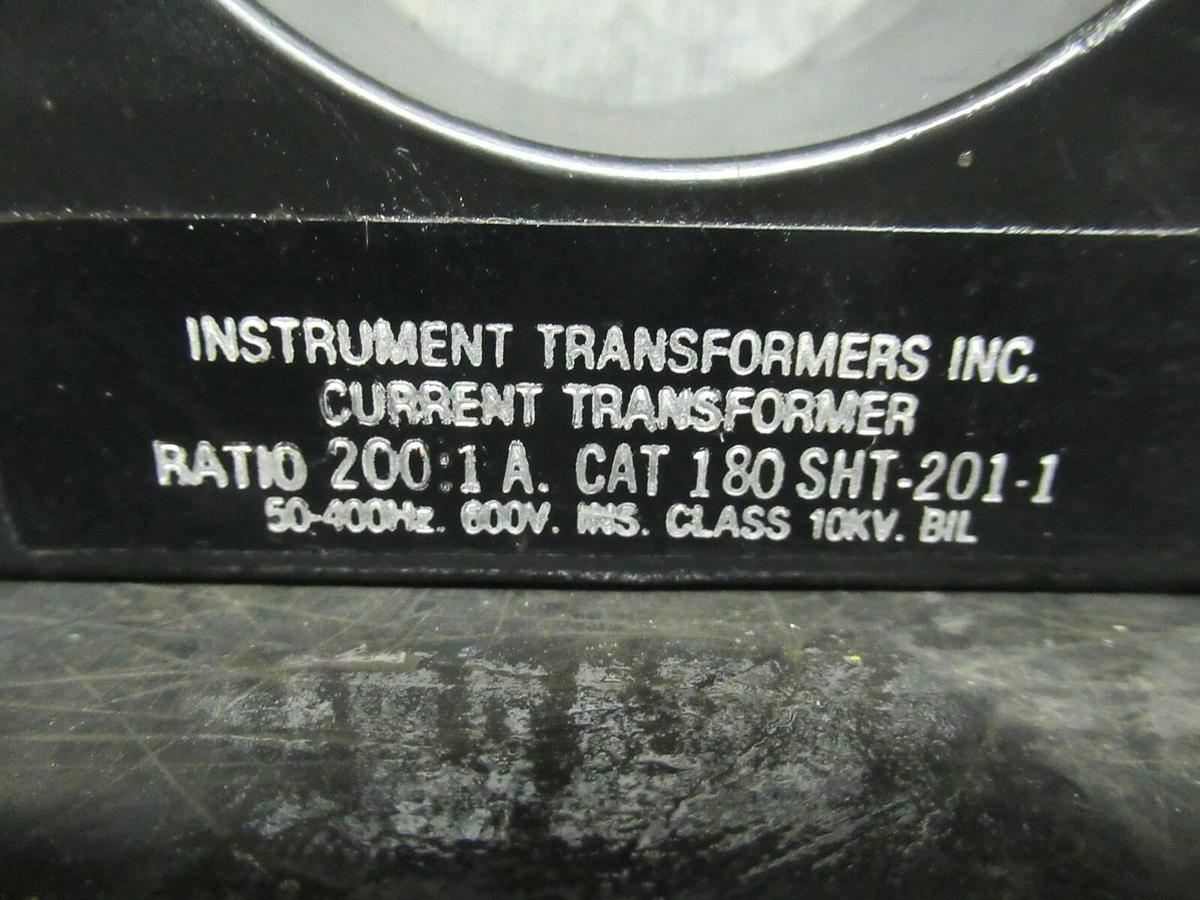 INSTRUMENT TRANSFORMERS INC.
CURRENT TRANSFORMER
RATIO 200:1 A. CAT 180 SHT-201-1
50-400Hz. 600V. INS. CLASS 10KV. BIL